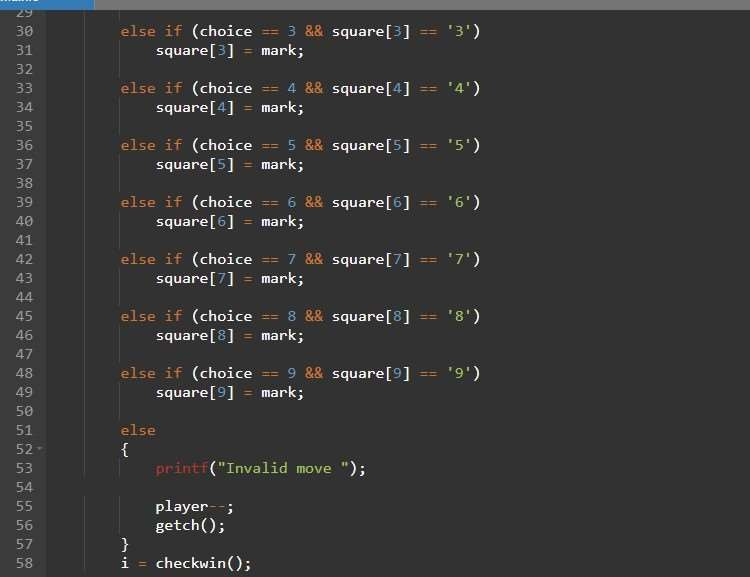 29
30 else if (choice == 3 && square[3] == '3')
31 square[3] = mark;
32
33 else if (choice == 4 && square[4] == '4')
34 square[4] = mark;
35
36 else if (choice == 5 && square[5] == '5')
37 square[5] = mark;
38
39 else if (choice == 6 && square[6] == '6')
40 square[6] = mark;
41
42 else if (choice == 7 && square[7] == '7')
43 square[7] = mark;
44
45 else if (choice == 8 && square[8] == '8')
46 square[8] = mark;
47
48 else if (choice == 9 && square[9] == '9')
49 square[9] = mark;
50
51 else
52 {
53 printf("Invalid move ");
54
55 player--;
56 getch();
57 }
58 i = checkwin();